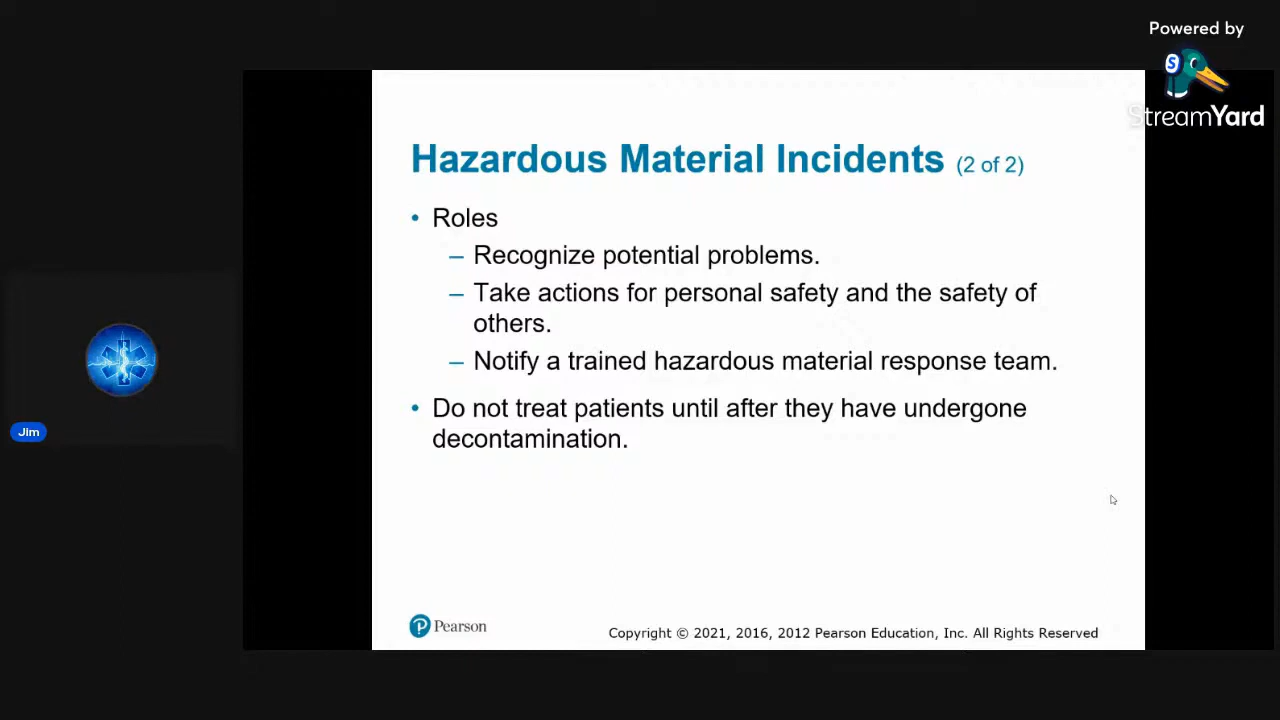 Powered by
S
StreamYard
Hazardous Material Incidents (2 of 2)
• Roles
– Recognize potential problems.
– Take actions for personal safety and the safety of
others.
– Notify a trained hazardous material response team.
• Do not treat patients until after they have undergone
decontamination.
Jim
P Pearson
Copyright © 2021, 2016, 2012 Pearson Education, Inc. All Rights Reserved